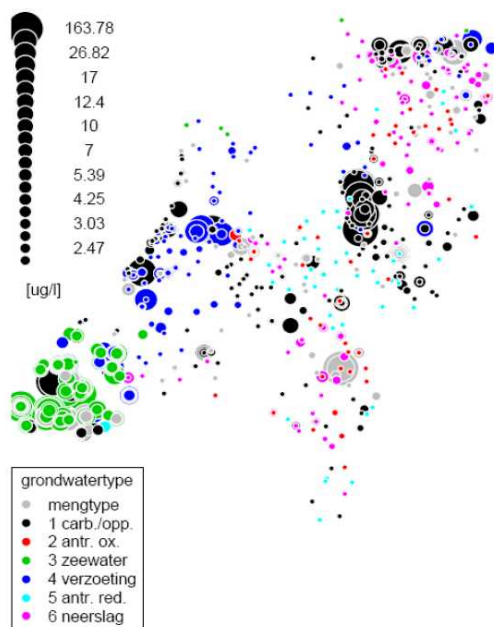 163.78
26.82
17
12.4
10
7
5.39
4.25
3.03
2.47
[ug/l]
grondwatertype
mengtype
1 carb./opp.
2 antr. ox.
3 zeewater
4 verzoeting
5 antr. red.
6 neerslag